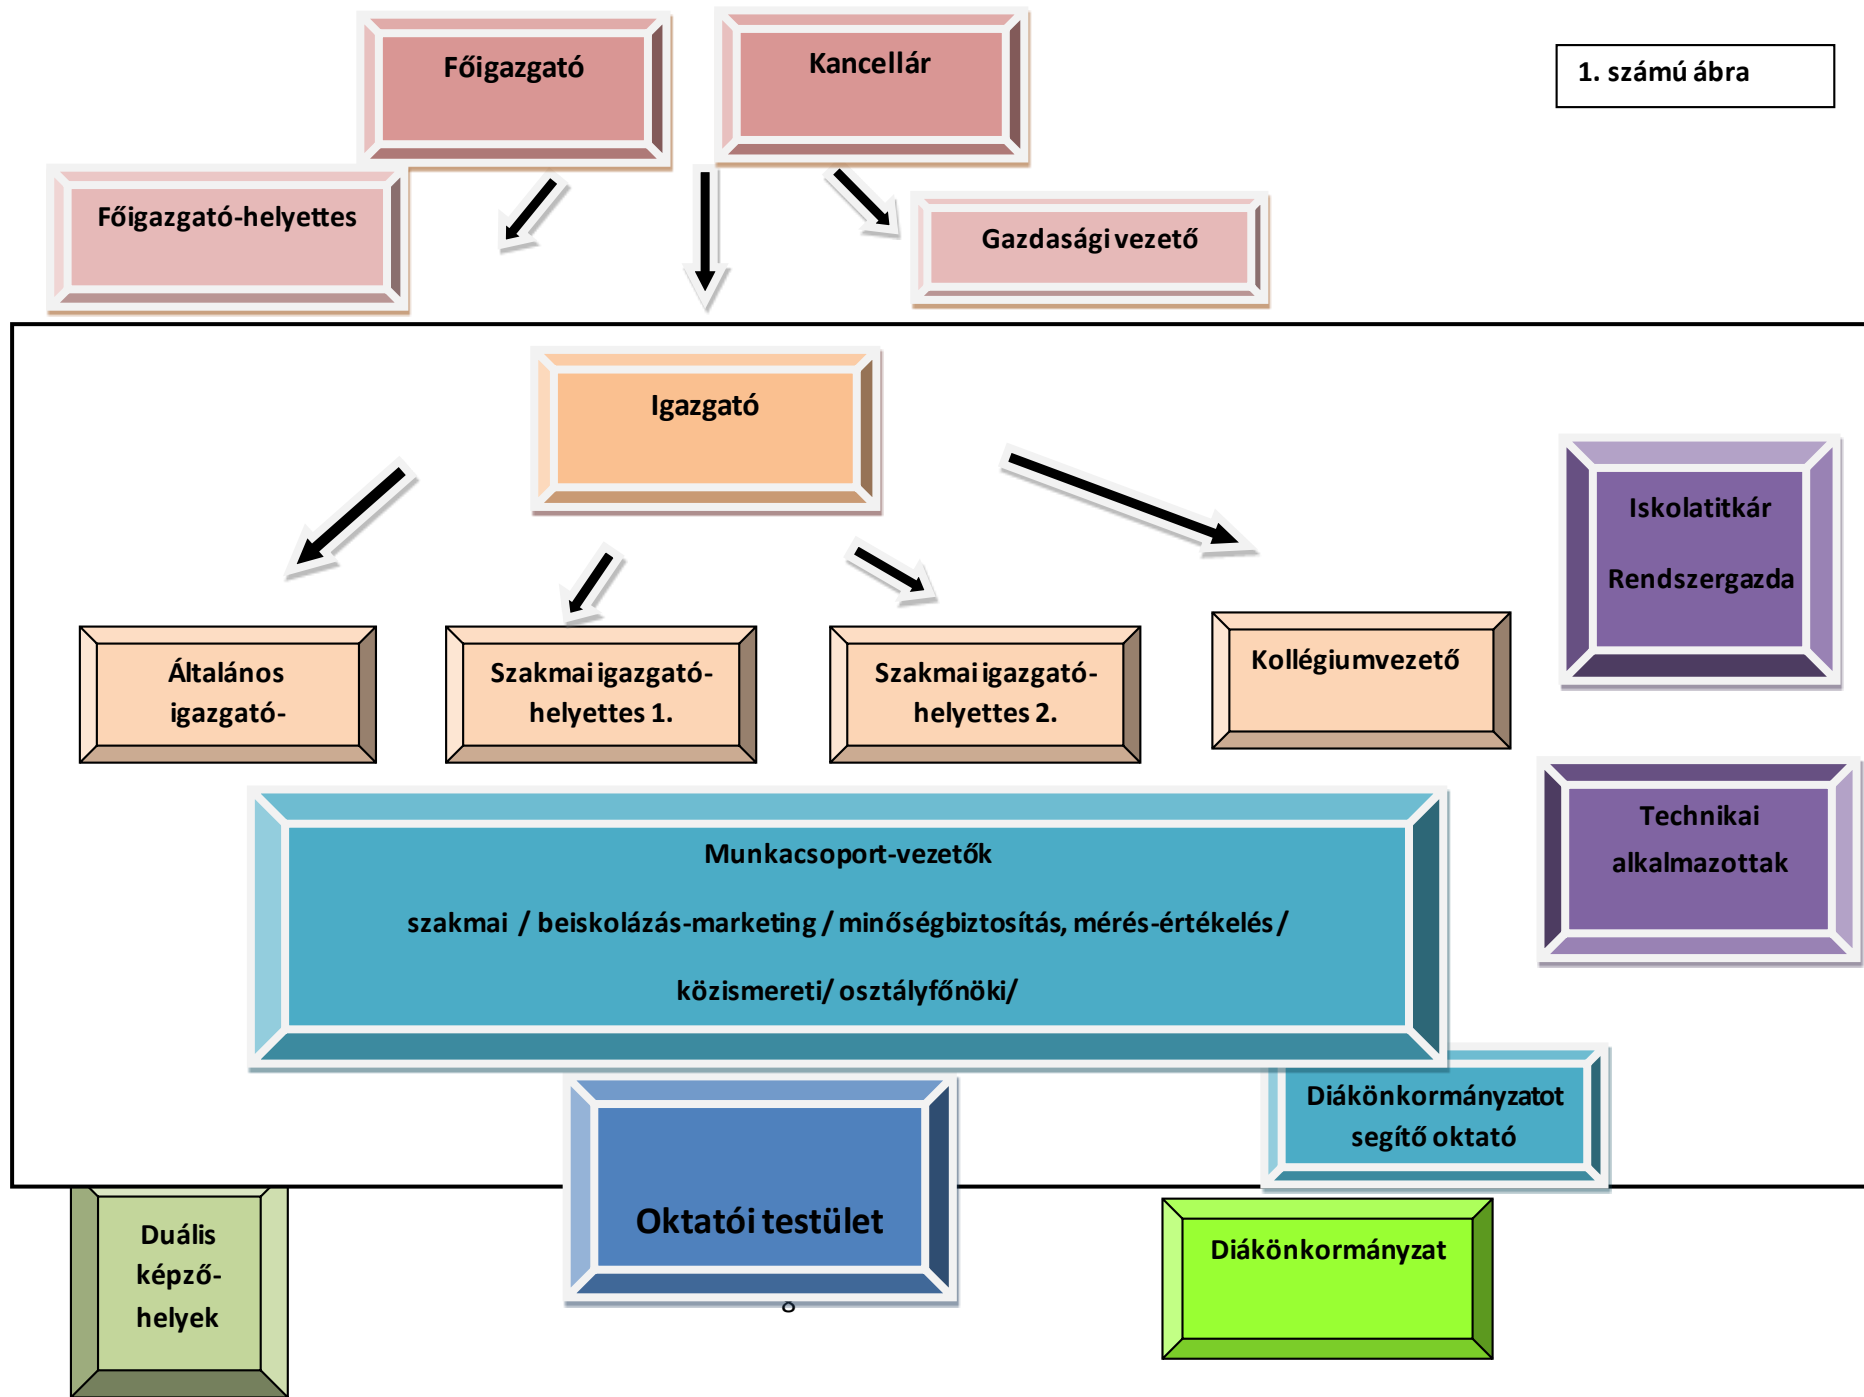 Főigazgató
Kancellár
1. számú ábra
Főigazgató-helyettes
Gazdasági vezető
Igazgató
Iskolatitkár
Rendszergazda
Általános
igazgató-
Szakmai igazgató-
helyettes 1.
Szakmai igazgató-
helyettes 2.
Kollégiumvezető
Technikai
alkalmazottak
Munkacsoport-vezetők
szakmai / beiskolázás-marketing / minőségbiztosítás, mérés-értékelés/
közismereti/ osztályfőnöki/
Diákönkormányzatot
segítő oktató
Oktatói testület
Duális
képző-
helyek
Diákönkormányzat